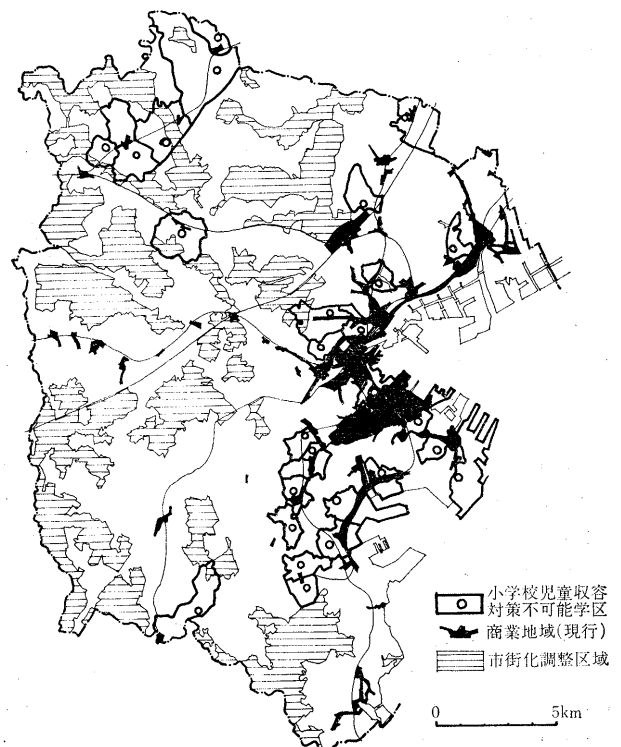 小学校児童収容
対策不可能学区
商業地域(現行)
市街化調整区域
0 5km